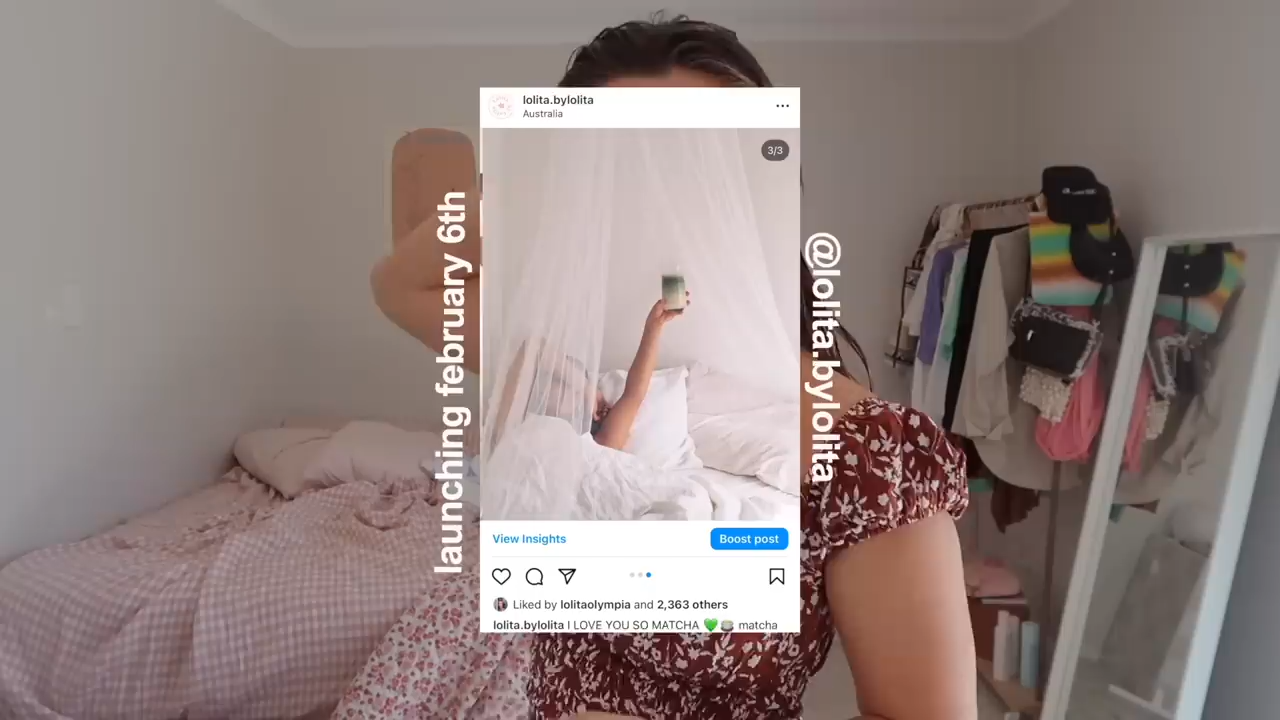 launching february 6th
lolita.bylolita
Australia
3/3
View Insights
Boost post
Liked by lolitaolympia and 2,363 others
lolita.bylolita I LOVE YOU SO MATCHA 💚🍵 matcha
@lolita.bylolita